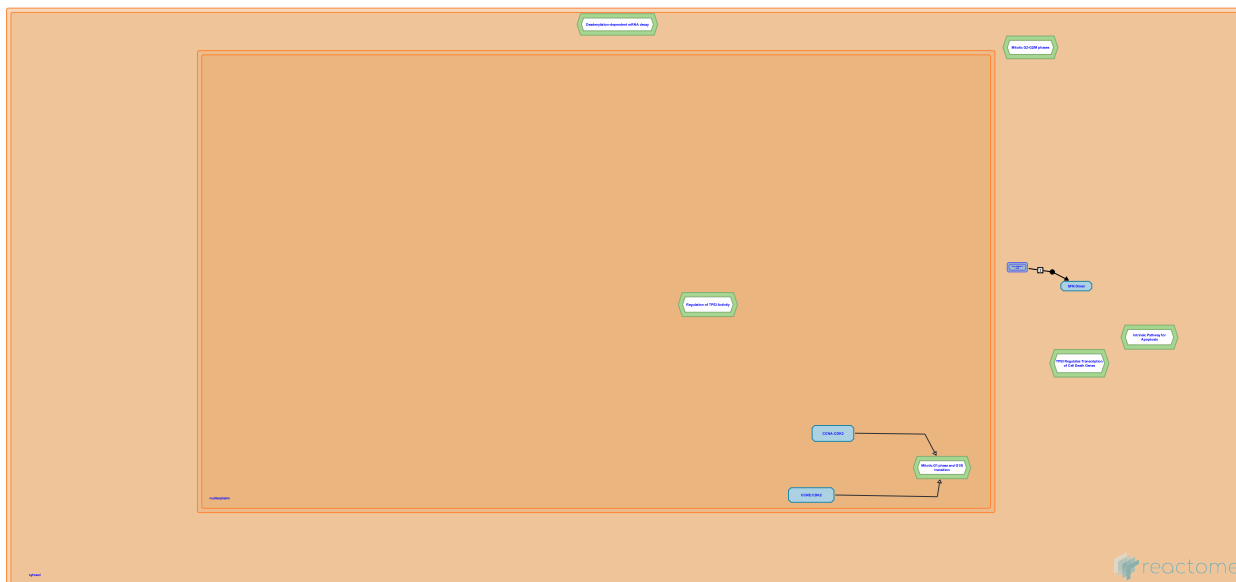 Deadenylation-dependent mRNA decay
Mitotic G2-G2/M phases
SFN Dimer
Regulation of TP53 Activity
Intrinsic Pathway for
Apoptosis
TP53 Regulates Transcription
of Cell Death Genes
CCNA:CDK2
Mitotic G1 phase and G1/S
transition
CCNE:CDK2
nucleoplasm
cytosol
reactome